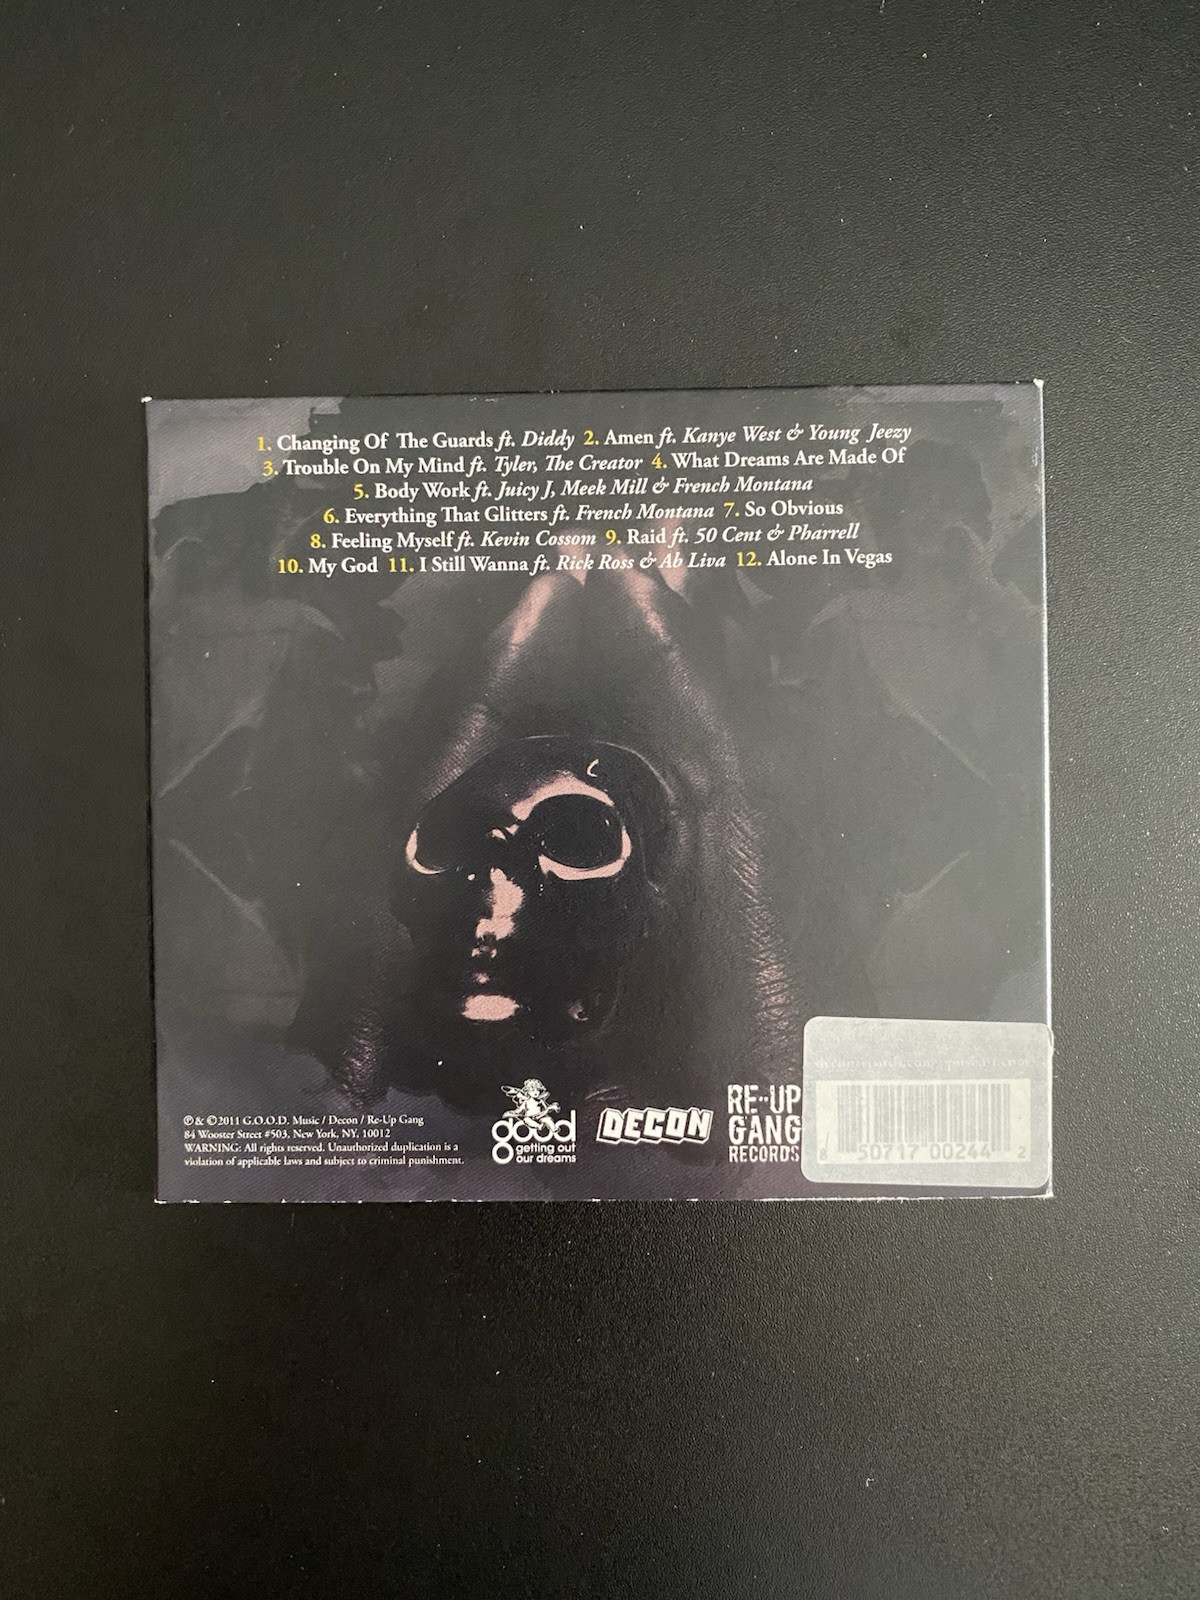 1. Changing Of The Guards ft. Diddy 2. Amen ft. Kanye West & Young Jeezy
3. Trouble On My Mind ft. Tyler, The Creator 4. What Dreams Are Made Of
5. Body Work ft. Juicy J, Meek Mill & French Montana
6. Everything That Glitters ft. French Montana 7. So Obvious
8. Feeling Myself ft. Kevin Cossom 9. Raid ft. 50 Cent & Pharrell
10. My God 11. I Still Wanna ft. Rick Ross & Ab Liva 12. Alone In Vegas
℗ & ©2011 G.O.O.D. Music / Decon / Re-Up Gang
84 Wooster Street #503, New York, NY, 10012
WARNING: All rights reserved. Unauthorized duplication is a
violation of applicable laws and subject to criminal punishment.
good
getting out
our dreams
DECON
RE-UP
GANG
RECORDS
8 50717 00244 2